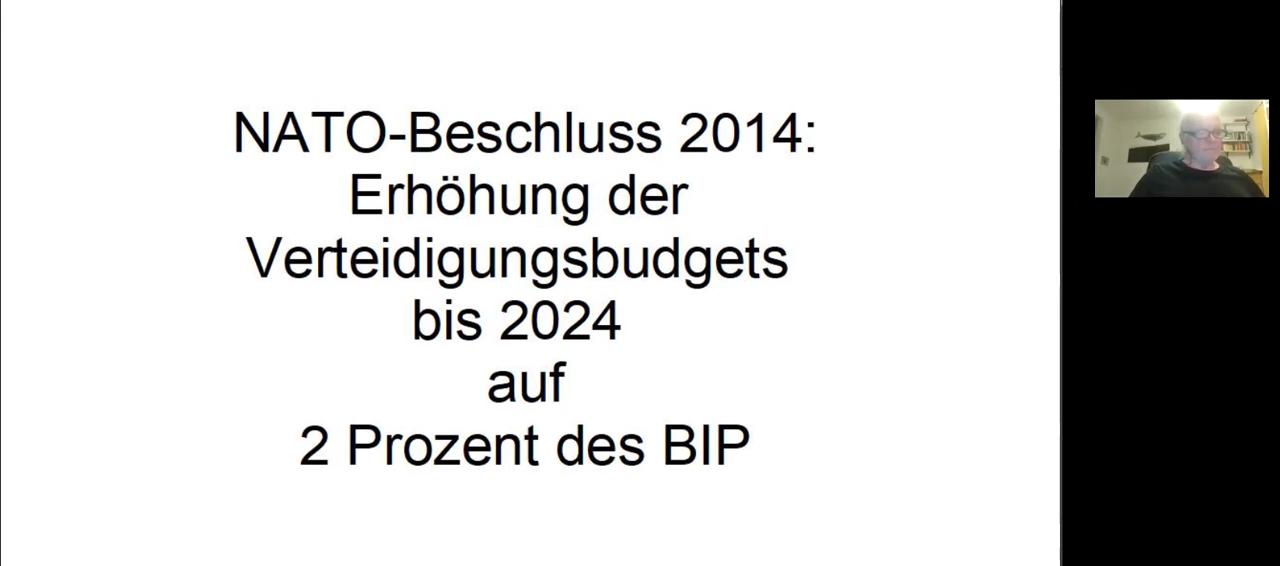 NATO-Beschluss 2014:
Erhöhung der
Verteidigungsbudgets
bis 2024
auf
2 Prozent des BIP